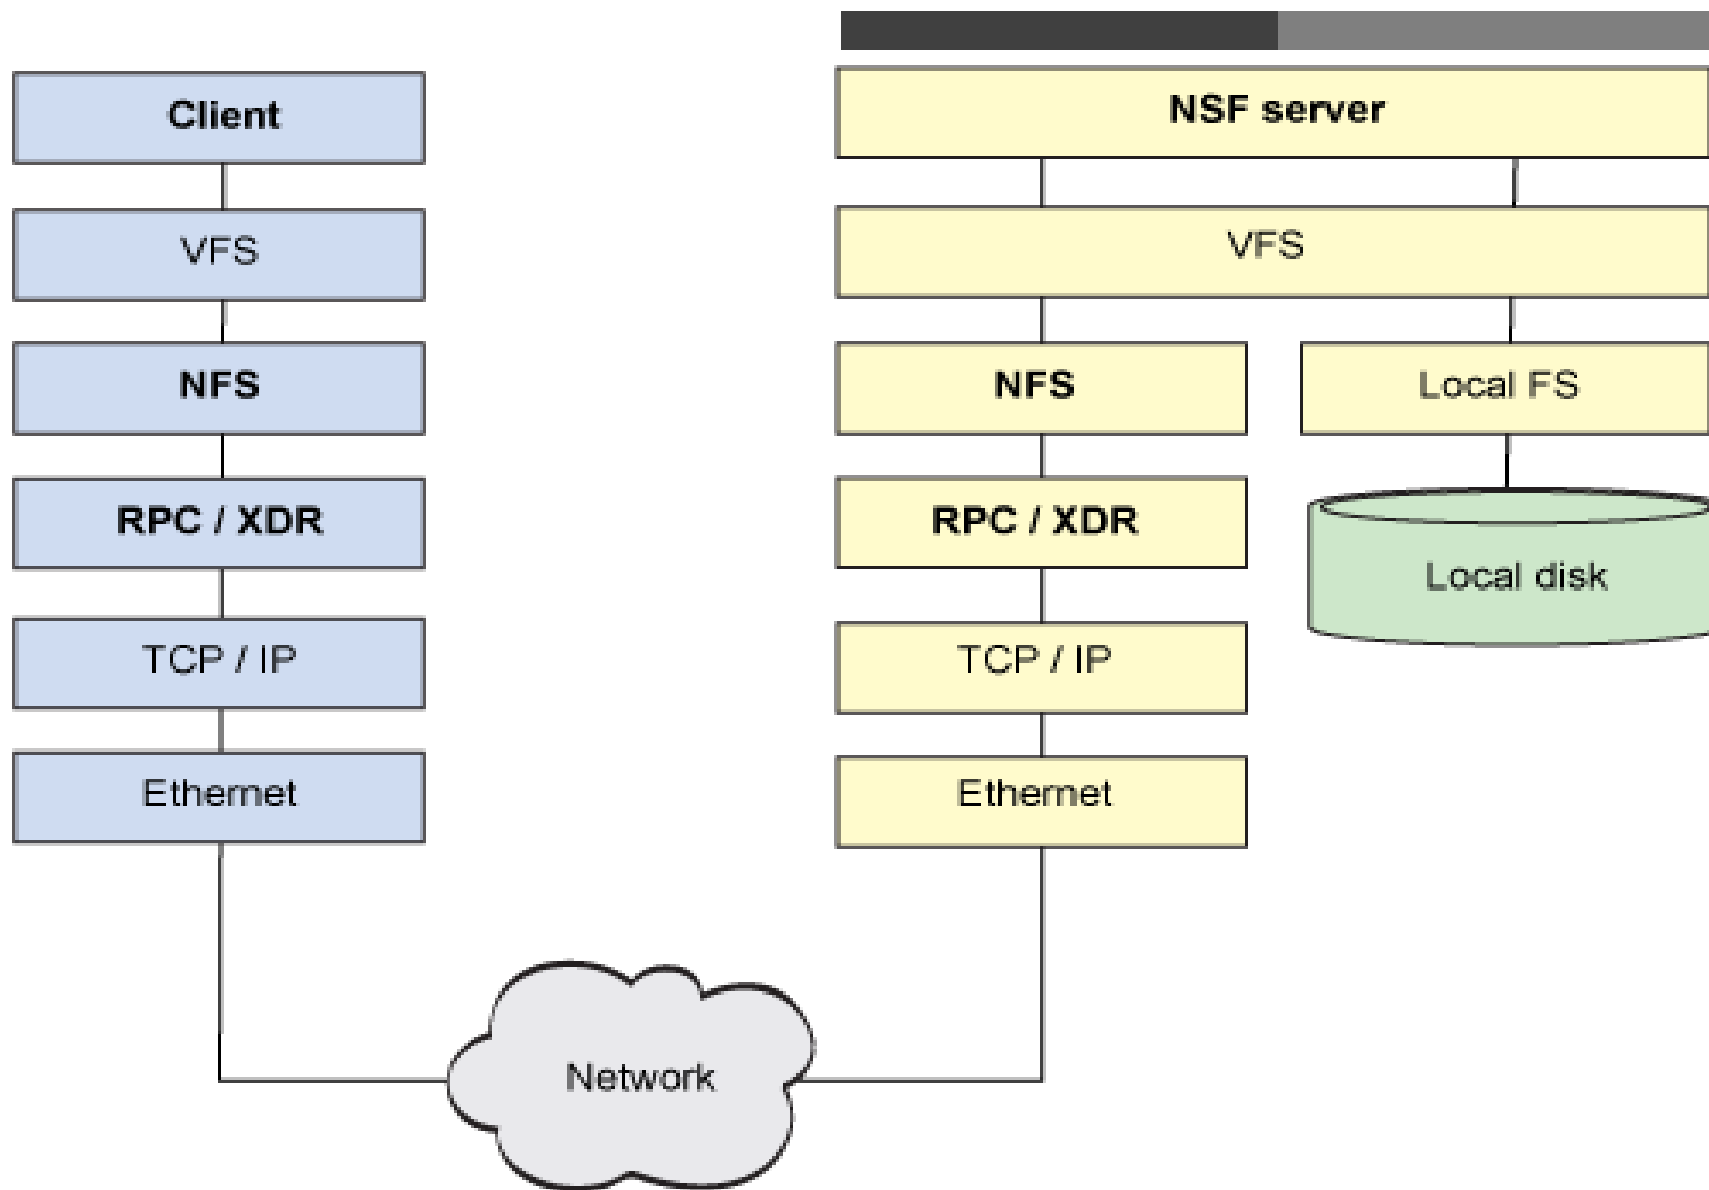 Client
VFS
NFS
RPC / XDR
TCP / IP
Ethernet
NSF server
VFS
NFS
Local FS
RPC / XDR
Local disk
TCP / IP
Ethernet
Network